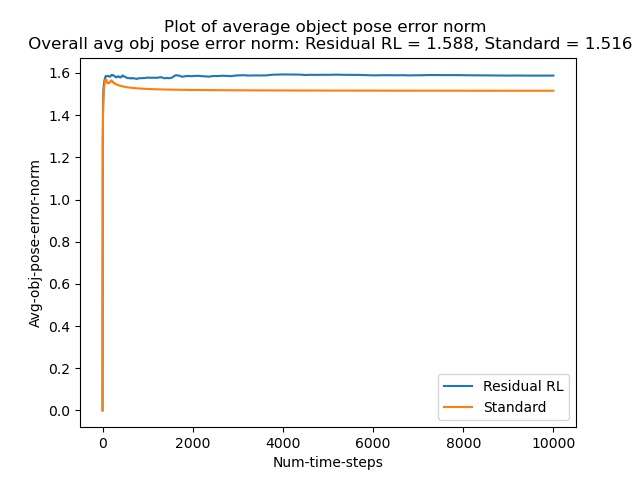 Plot of average object pose error norm
Overall avg obj pose error norm: Residual RL = 1.588, Standard = 1.516
1.6
1.4
1.2
1.0
0.8
0.6
0.4
0.2
0.0
Avg-obj-pose-error-norm
Residual RL
Standard
0 2000 4000 6000 8000 10000
Num-time-steps